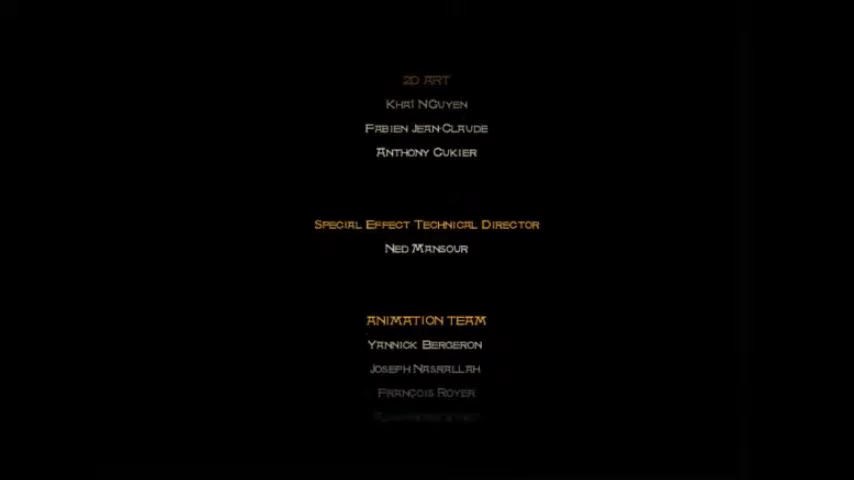 2D ART
Khaï Nguyen
Fabien Jean-Claude
Anthony Cukier
Special Effect Technical Director
Ned Mansour
ANIMATION TEAM
Yannick Bergeron
Joseph Nasrallah
François Royer